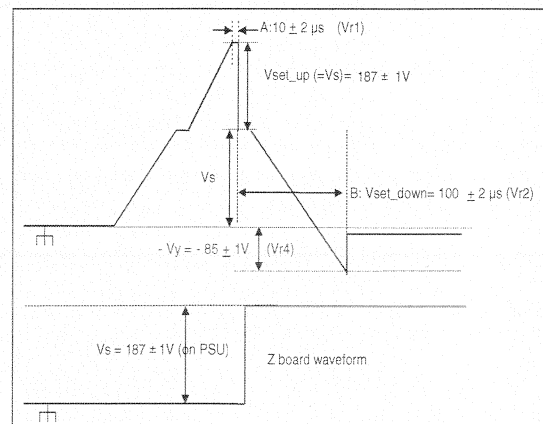 A:10 ± 2 µs (Vr1)
Vset_up (=Vs)= 187 ± 1V
Vs
B: Vset_down= 100 ± 2 µs (Vr2)
- Vy = - 85 ± 1V (Vr4)
Vs = 187 ± 1V (on PSU)
Z board waveform